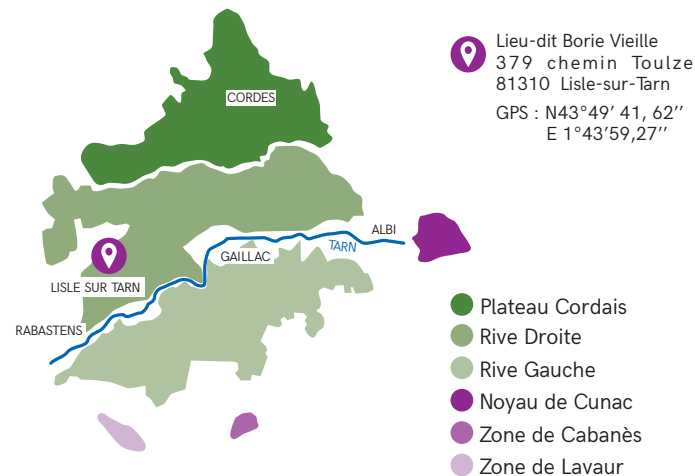 Lieu-dit Borie Vieille
379 chemin Toulze
81310 Lisle-sur-Tarn
GPS : N43°49’ 41, 62’’
E 1°43’59,27’’
CORDES
ALBI
TARN
GAILLAC
LISLE SUR TARN
RABASTENS
Plateau Cordais
Rive Droite
Rive Gauche
Noyau de Cunac
Zone de Cabanès
Zone de Lavaur